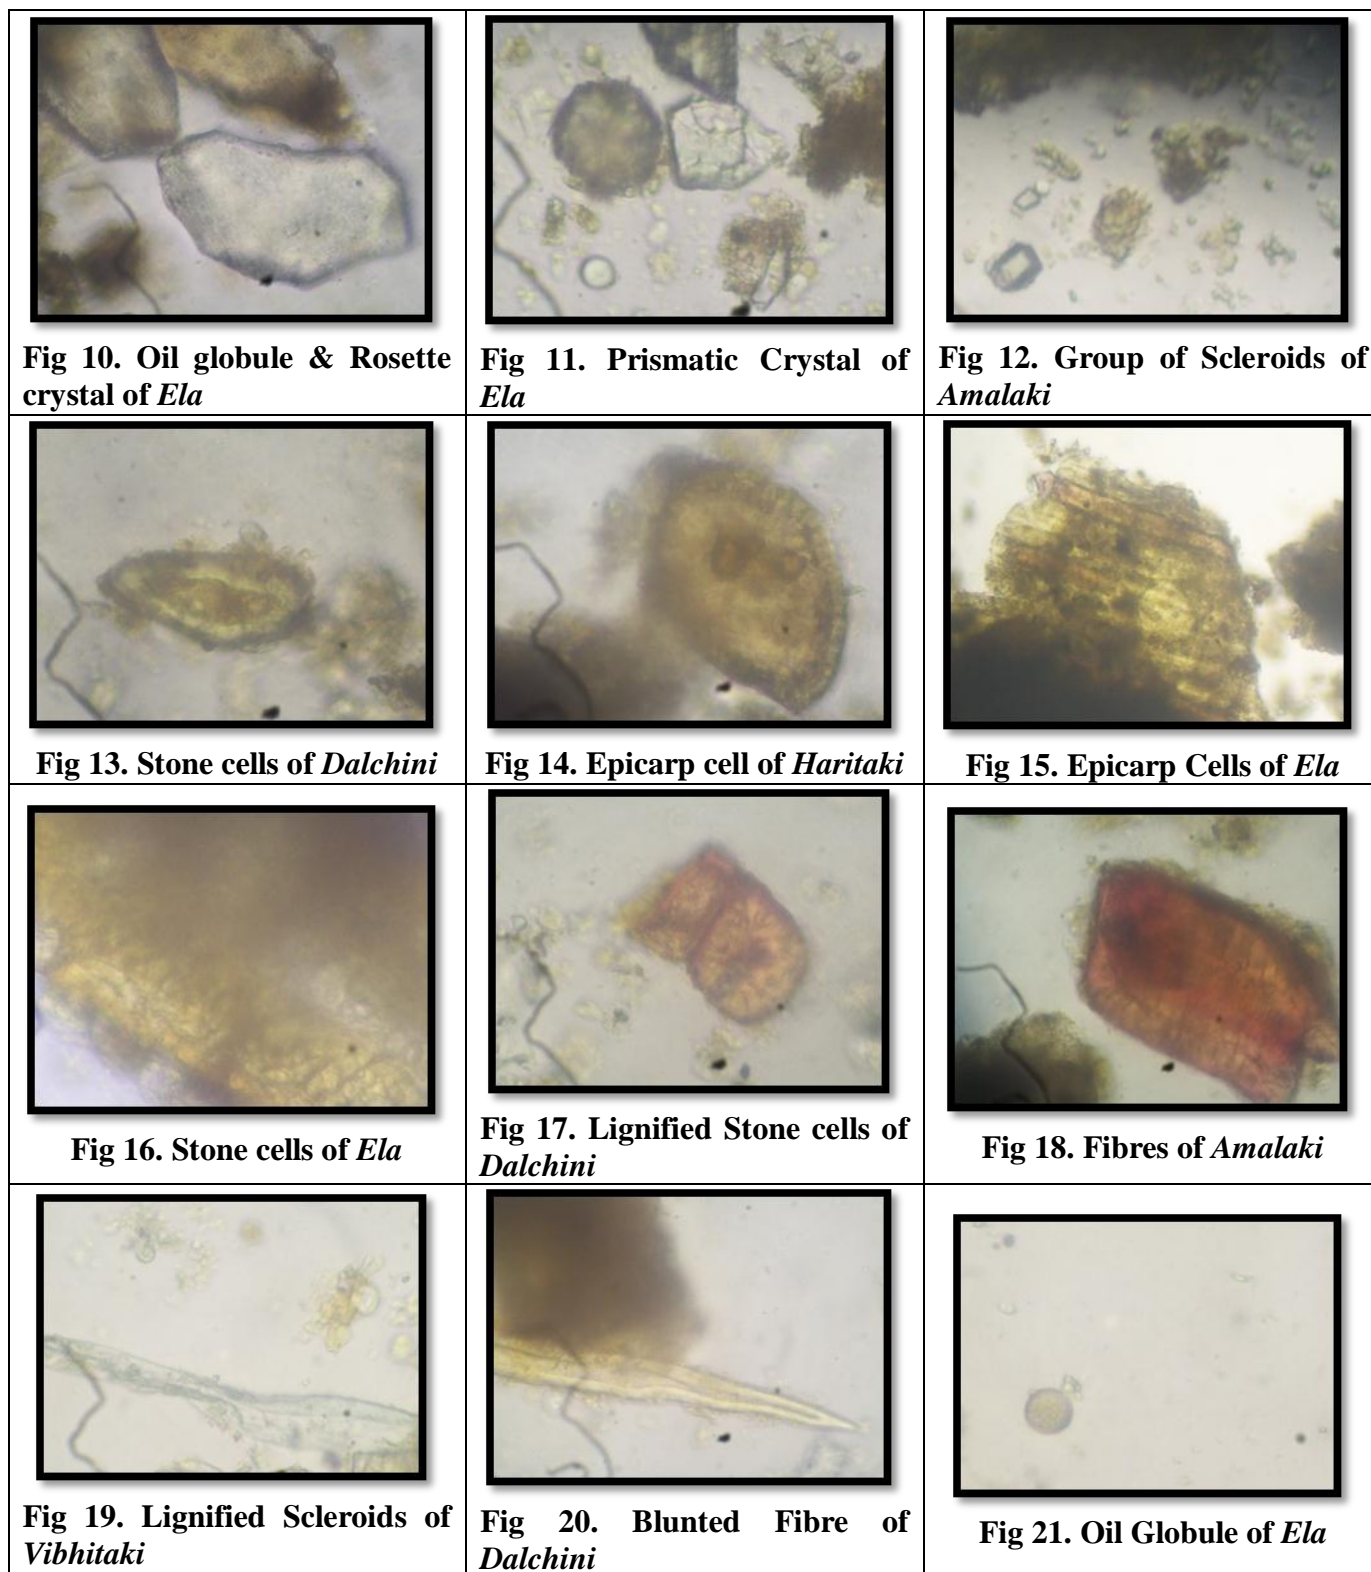 Fig 10. Oil globule & Rosette
crystal of Ela
Fig 11. Prismatic Crystal of
Ela
Fig 12. Group of Scleroids of
Amalaki
Fig 13. Stone cells of Dalchini
Fig 14. Epicarp cell of Haritaki
Fig 15. Epicarp Cells of Ela
Fig 16. Stone cells of Ela
Fig 17. Lignified Stone cells of
Dalchini
Fig 18. Fibres of Amalaki
Fig 19. Lignified Scleroids of
Vibhitaki
Fig 20. Blunted Fibre of
Dalchini
Fig 21. Oil Globule of Ela